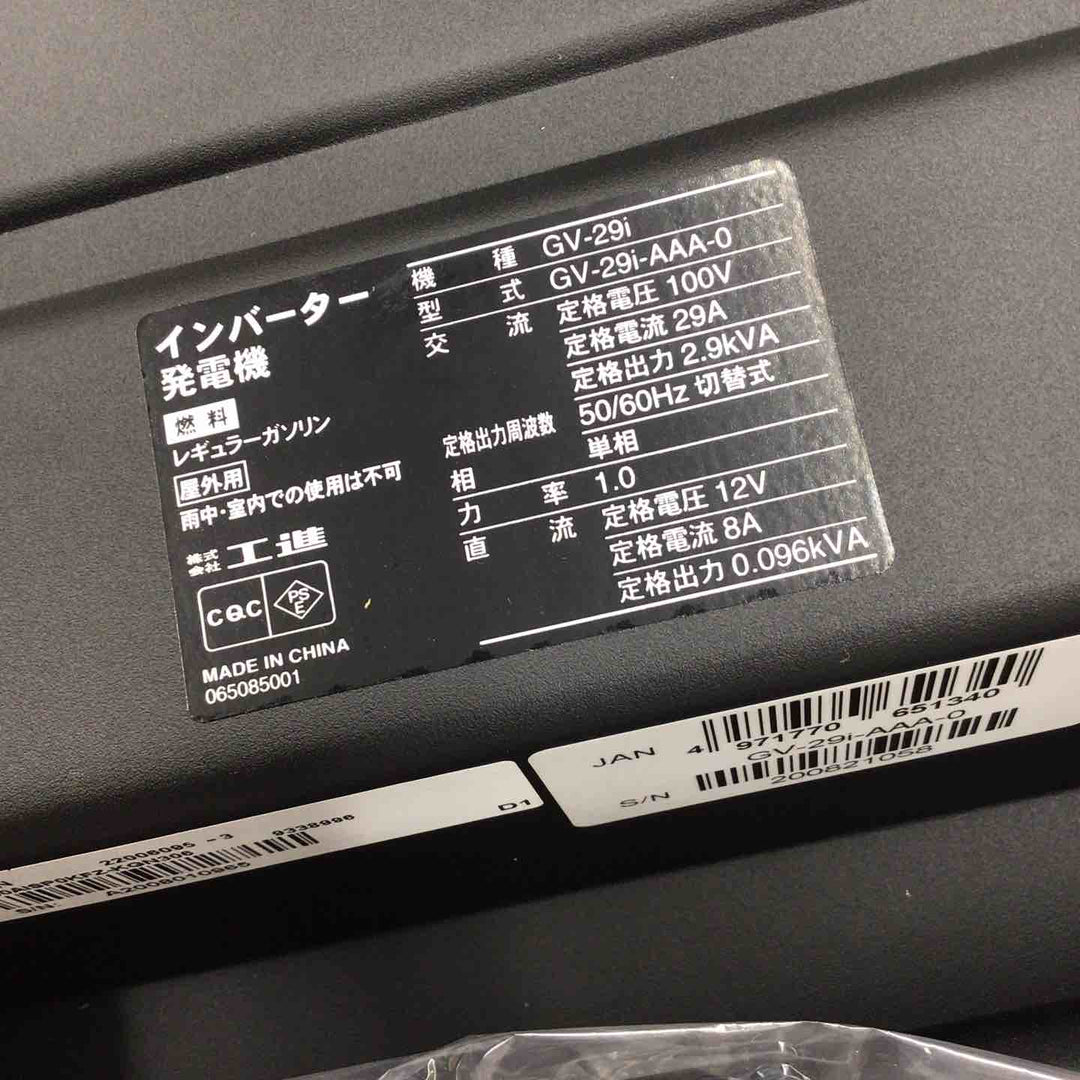 インバーター
発電機
燃料
レギュラーガソリン
屋外用
雨中・室内での使用は不可
株式会社 工進
CQC PSE
MADE IN CHINA
065085001
機種 GV-29i
型式 GV-29i-AAA-0
交流 定格電圧 100V
定格電流 29A
定格出力 2.9kVA
定格出力周波数 50/60Hz 切替式
相 単相
力率 1.0
直流 定格電圧 12V
定格電流 8A
定格出力 0.096kVA
JAN 4 971770 651340
GV-29i-AAA-0
S/N 200821058
22008095 -3 9338996
D1